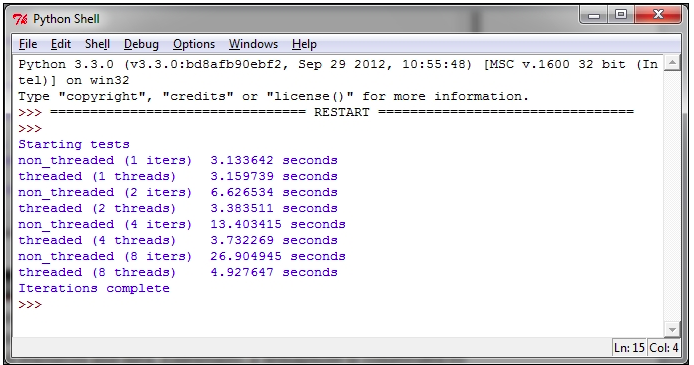 Python Shell
File Edit Shell Debug Options Windows Help
Python 3.3.0 (v3.3.0:bd8afb90ebf2, Sep 29 2012, 10:55:48) [MSC v.1600 32 bit (In
tel)] on win32
Type "copyright", "credits" or "license()" for more information.
>>> ================================ RESTART ================================
>>>
Starting tests
non_threaded (1 iters)  3.133642 seconds
threaded (1 threads)    3.159739 seconds
non_threaded (2 iters)  6.626534 seconds
threaded (2 threads)    3.383511 seconds
non_threaded (4 iters)  13.403415 seconds
threaded (4 threads)    3.732269 seconds
non_threaded (8 iters)  26.904945 seconds
threaded (8 threads)    4.927647 seconds
Iterations complete
>>>
Ln: 15 Col: 4